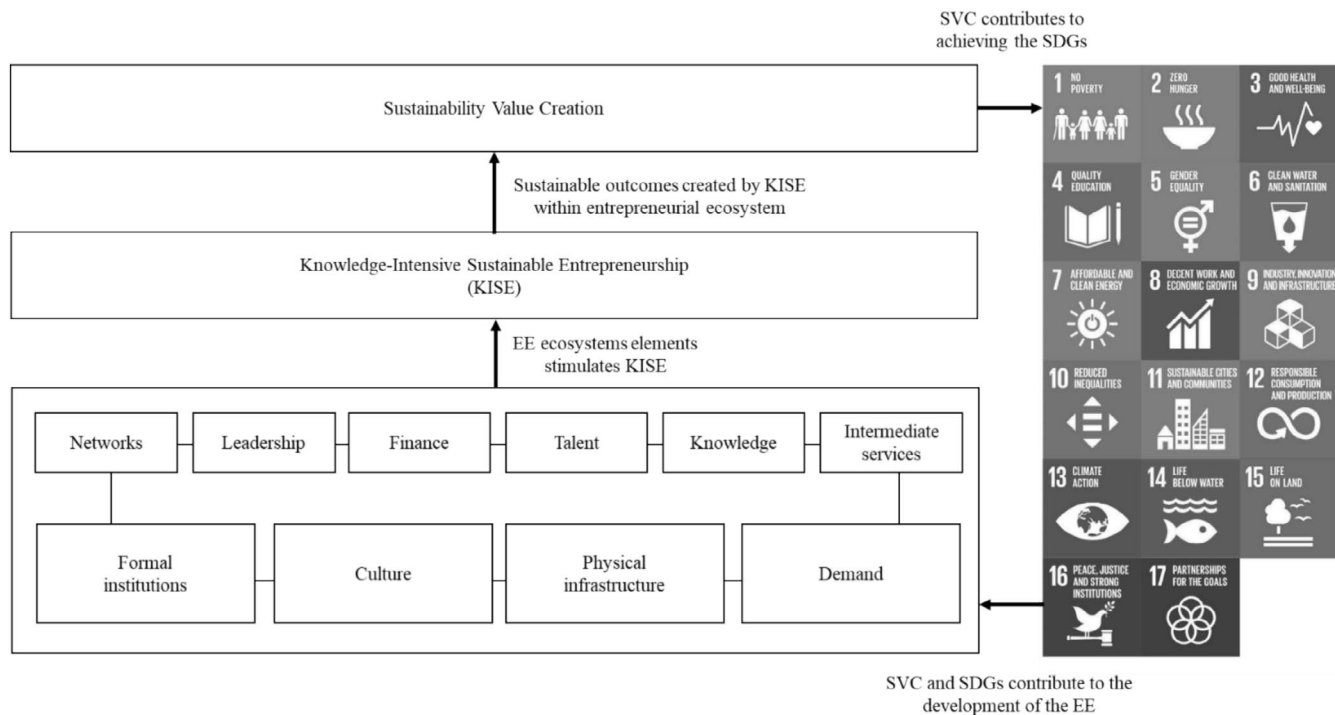 SVC contributes to
achieving the SDGs
Sustainability Value Creation
Sustainable outcomes created by KISE
within entrepreneurial ecosystem
Knowledge-Intensive Sustainable Entrepreneurship
(KISE)
EE ecosystems elements
stimulates KISE
Networks
Leadership
Finance
Talent
Knowledge
Intermediate
services
Formal
institutions
Culture
Physical
infrastructure
Demand
1 NO
POVERTY
2 ZERO
HUNGER
3 GOOD HEALTH
AND WELL-BEING
4 QUALITY
EDUCATION
5 GENDER
EQUALITY
6 CLEAN WATER
AND SANITATION
7 AFFORDABLE AND
CLEAN ENERGY
8 DECENT WORK AND
ECONOMIC GROWTH
9 INDUSTRY, INNOVATION
AND INFRASTRUCTURE
10 REDUCED
INEQUALITIES
11 SUSTAINABLE CITIES
AND COMMUNITIES
12 RESPONSIBLE
CONSUMPTION
AND PRODUCTION
13 CLIMATE
ACTION
14 LIFE
BELOW WATER
15 LIFE
ON LAND
16 PEACE, JUSTICE
AND STRONG
INSTITUTIONS
17 PARTNERSHIPS
FOR THE GOALS
SVC and SDGs contribute to the
development of the EE